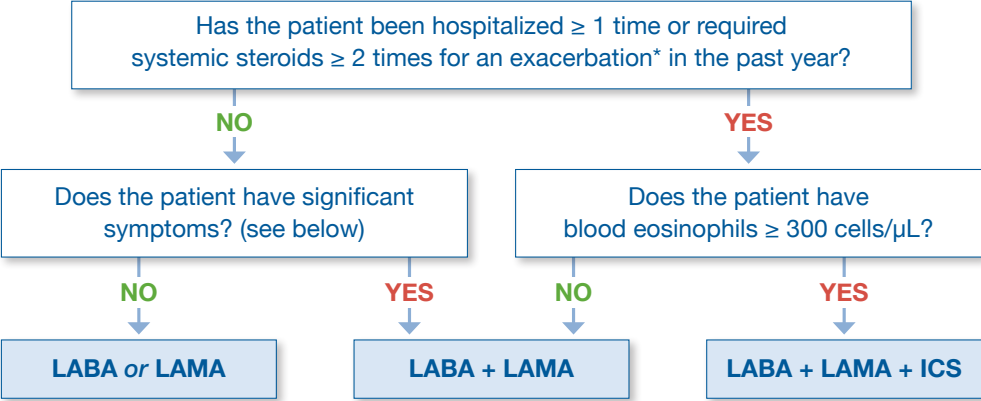 Has the patient been hospitalized ≥ 1 time or required
systemic steroids ≥ 2 times for an exacerbation* in the past year?
NO
YES
Does the patient have significant
symptoms? (see below)
Does the patient have
blood eosinophils ≥ 300 cells/µL?
NO
YES
NO
YES
LABA or LAMA
LABA + LAMA
LABA + LAMA + ICS